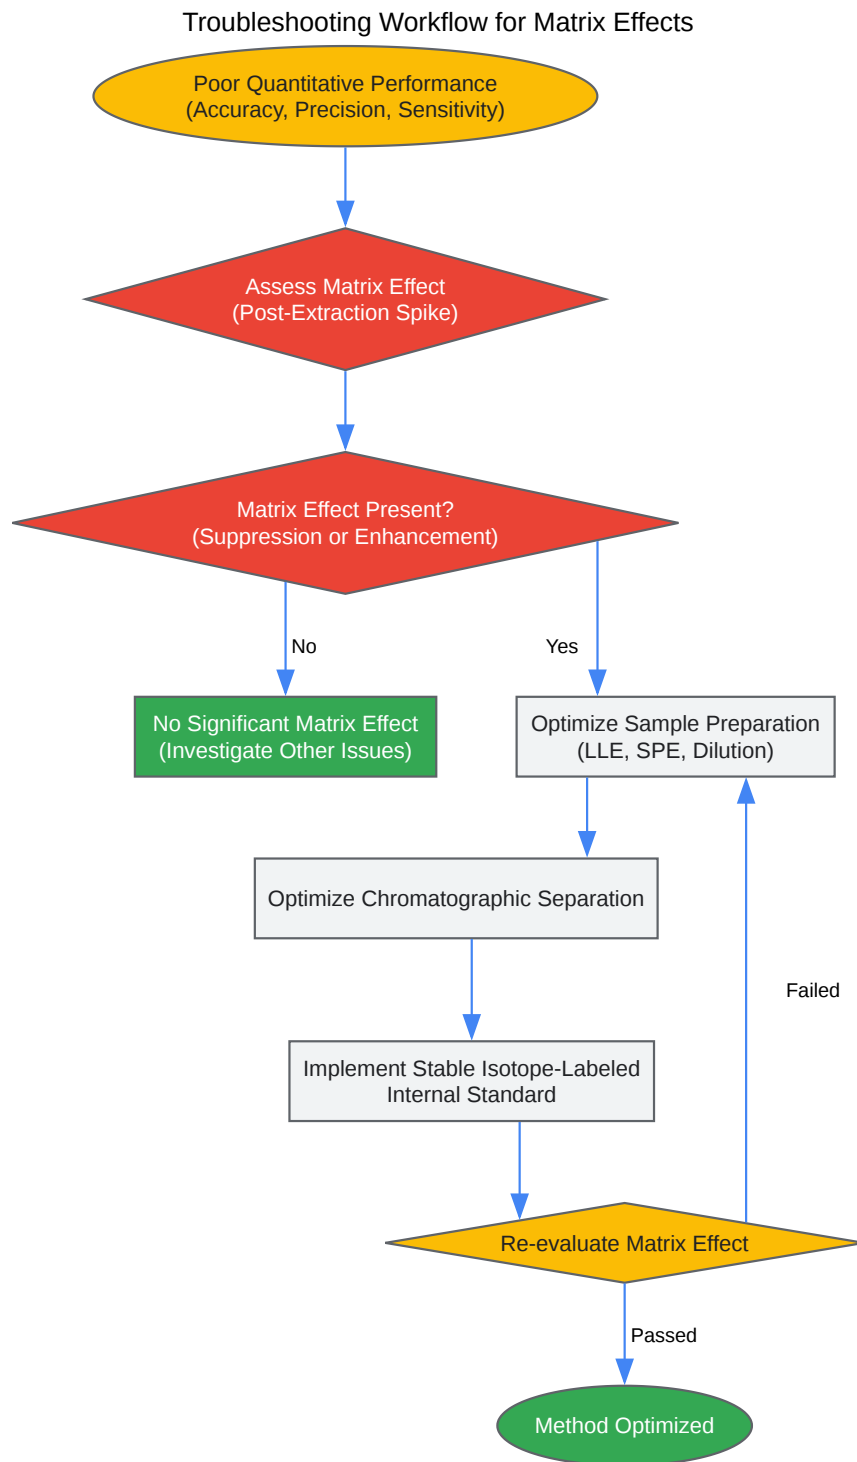 Troubleshooting Workflow for Matrix Effects
Poor Quantitative Performance
(Accuracy, Precision, Sensitivity)
Assess Matrix Effect
(Post-Extraction Spike)
Matrix Effect Present?
(Suppression or Enhancement)
No
Yes
No Significant Matrix Effect
(Investigate Other Issues)
Optimize Sample Preparation
(LLE, SPE, Dilution)
Optimize Chromatographic Separation
Failed
Implement Stable Isotope-Labeled
Internal Standard
Re-evaluate Matrix Effect
Passed
Method Optimized